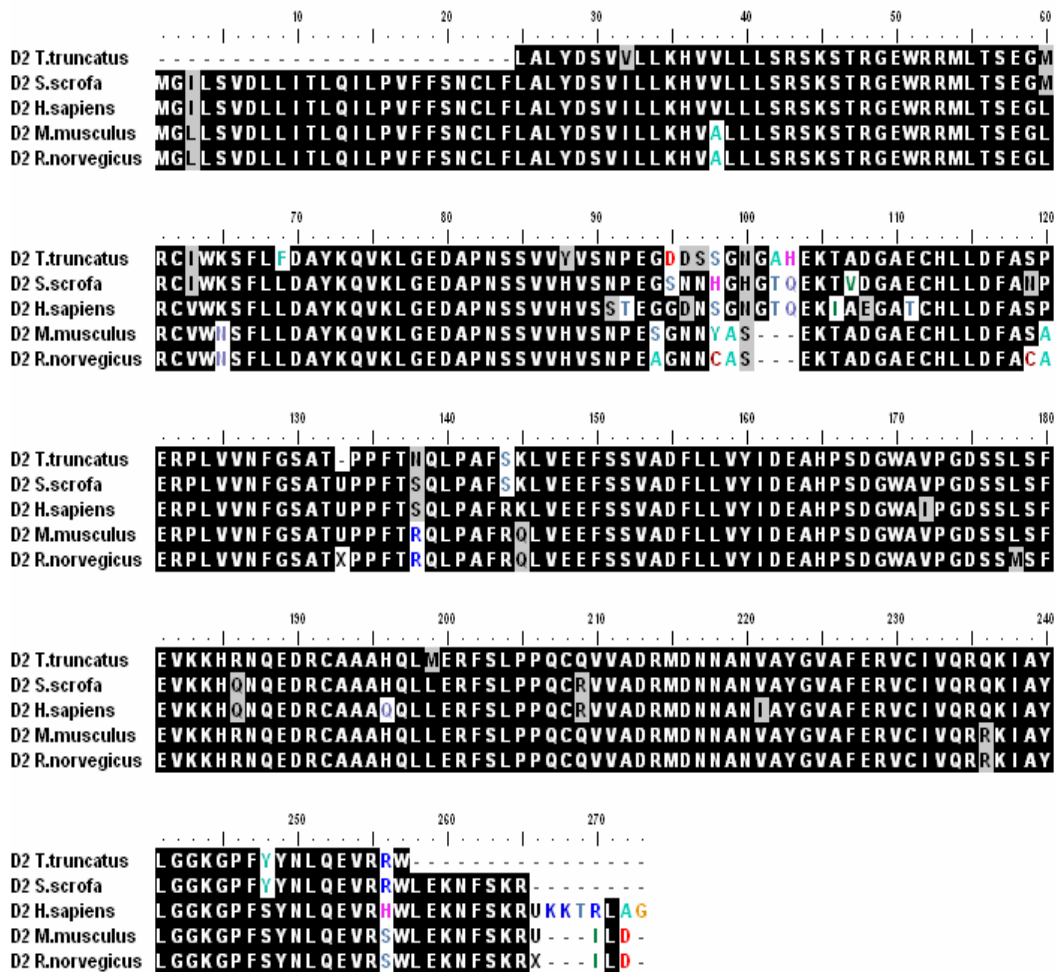 10 20 30 40 50 60
D2 T.truncatus ------------------------LALYDSVVLLKHVVLLLSRSKSTRGEWRRMLTSEGM
D2 S.scrofa MGILSVDLLITLQILPVFFSNCLFLALYDSVILLKHVVLLLSRSKSTRGEWRRMLTSEGM
D2 H.sapiens MGILSVDLLITLQILPVFFSNCLFLALYDSVILLKHVVLLLSRSKSTRGEWRRMLTSEGL
D2 M.musculus MGLLSVDLLITLQILPVFFSNCLFLALYDSVILLKHVALLLSRSKSTRGEWRRMLTSEGL
D2 R.norvegicus MGLLSVDLLITLQILPVFFSNCLFLALYDSVILLKHVALLLSRSKSTRGEWRRMLTSEGL
70 80 90 100 110 120
D2 T.truncatus RCIWKSFLFDAYKQVKLGEDAPNSSVVYVSNPEGDDSSGNGAHEKTADGAECHLLDFASP
D2 S.scrofa RCIWKSFLLDAYKQVKLGEDAPNSSVVHVSNPEGSNNHGHGTQEKTVDGAECHLLDFANP
D2 H.sapiens RCVWKSFLLDAYKQVKLGEDAPNSSVVHVSSTEGGDNSGNGTQEKIAEGATCHLLDFASP
D2 M.musculus RCVWNSFLLDAYKQVKLGEDAPNSSVVHVSNPESGNNYAS---EKTADGAECHLLDFASA
D2 R.norvegicus RCVWNSFLLDAYKQVKLGEDAPNSSVVHVSNPEAGNNCAS---EKTADGAECHLLDFACA
130 140 150 160 170 180
D2 T.truncatus ERPLVVNFGSAT-PPFTNQLPAFSKLVEEFSSVADFLLVYIDEAHPSDGWAVPGDSSLSF
D2 S.scrofa ERPLVVNFGSATUPPFTSQLPAFSKLVEEFSSVADFLLVYIDEAHPSDGWAVPGDSSLSF
D2 H.sapiens ERPLVVNFGSATUPPFTSQLPAFRKLVEEFSSVADFLLVYIDEAHPSDGWAIPGDSSLSF
D2 M.musculus ERPLVVNFGSATUPPFTRQLPAFRQLVEEFSSVADFLLVYIDEAHPSDGWAVPGDSSLSF
D2 R.norvegicus ERPLVVNFGSATXPPFTRQLPAFRQLVEEFSSVADFLLVYIDEAHPSDGWAVPGDSSMSF
190 200 210 220 230 240
D2 T.truncatus EVKKHRNQEDRCAAAHQLMERFSLPPQCQVVADRMDNNANVAYGVAFERVCIVQRQKIAY
D2 S.scrofa EVKKHQNQEDRCAAAHQLLERFSLPPQCRVVADRMDNNANVAYGVAFERVCIVQRQKIAY
D2 H.sapiens EVKKHQNQEDRCAAAQQLLERFSLPPQCRVVADRMDNNANIAYGVAFERVCIVQRQKIAY
D2 M.musculus EVKKHRNQEDRCAAAHQLLERFSLPPQCQVVADRMDNNANVAYGVAFERVCIVQRRKIAY
D2 R.norvegicus EVKKHRNQEDRCAAAHQLLERFSLPPQCQVVADRMDNNANVAYGVAFERVCIVQRRKIAY
250 260 270
D2 T.truncatus LGGKGPFYYNLQEVRRW----------------
D2 S.scrofa LGGKGPFYYNLQEVRRWLEKNFSKR--------
D2 H.sapiens LGGKGPFSYNLQEVRHWLEKNFSKRUKKTRLAG
D2 M.musculus LGGKGPFSYNLQEVRSWLEKNFSKRU---ILD-
D2 R.norvegicus LGGKGPFSYNLQEVRSWLEKNFSKRX---ILD-